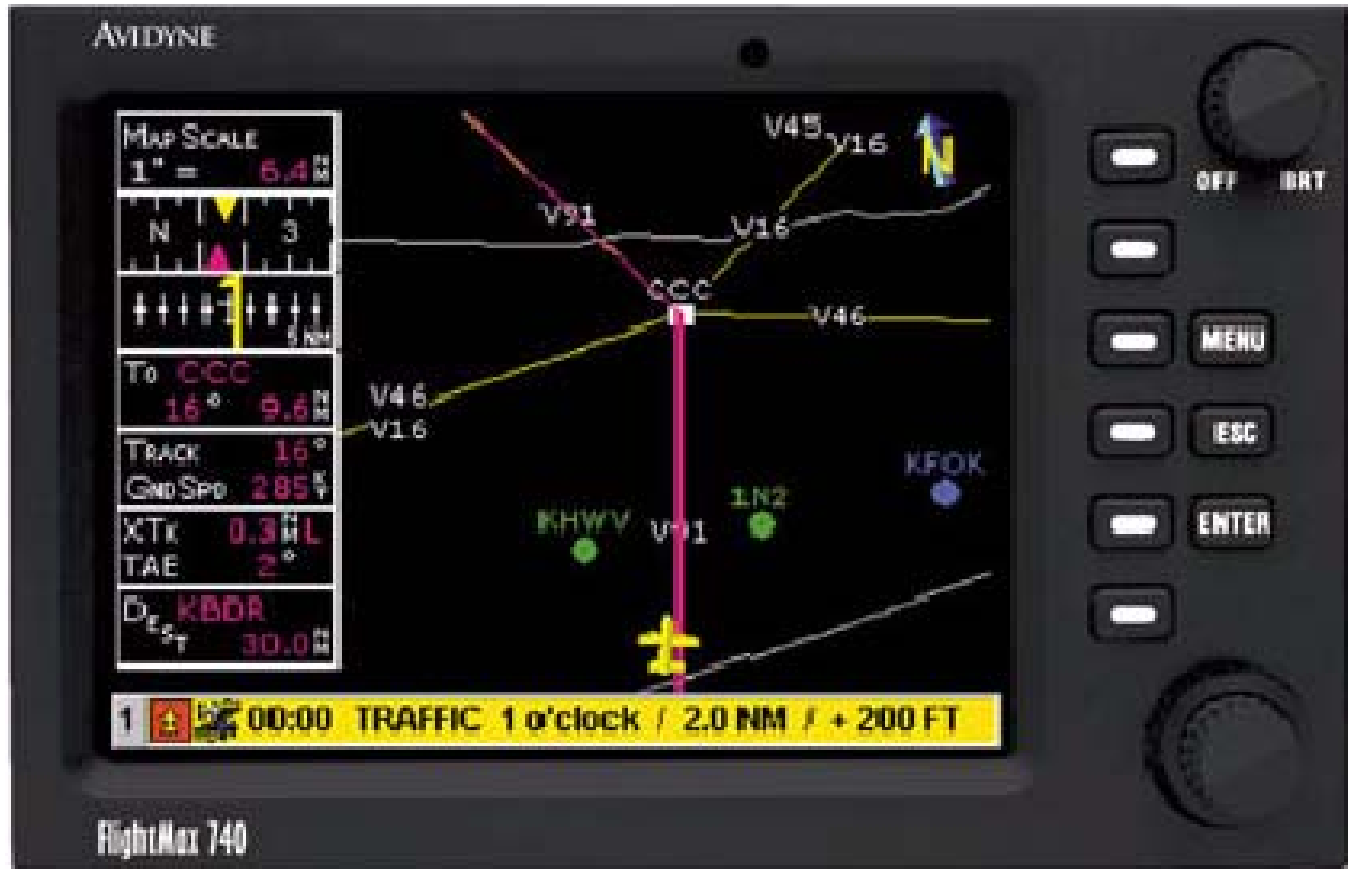 AVIDYNE
MAP SCALE
1" = 6.4 NM
N 3
5 NM
To CCC
16° 9.6 NM
TRACK 16°
GND SPD 285 KT
XTK 0.3 NM L
TAE 2°
DEST KBDR
30.0 NM
V45
V16
N
V91
V16
CCC
V46
V46
V16
KFOK
1N2
KHWV
V91
1 00:00 TRAFFIC 1 o'clock / 2.0 NM / + 200 FT
OFF BRT
MENU
ESC
ENTER
FlightMax 740